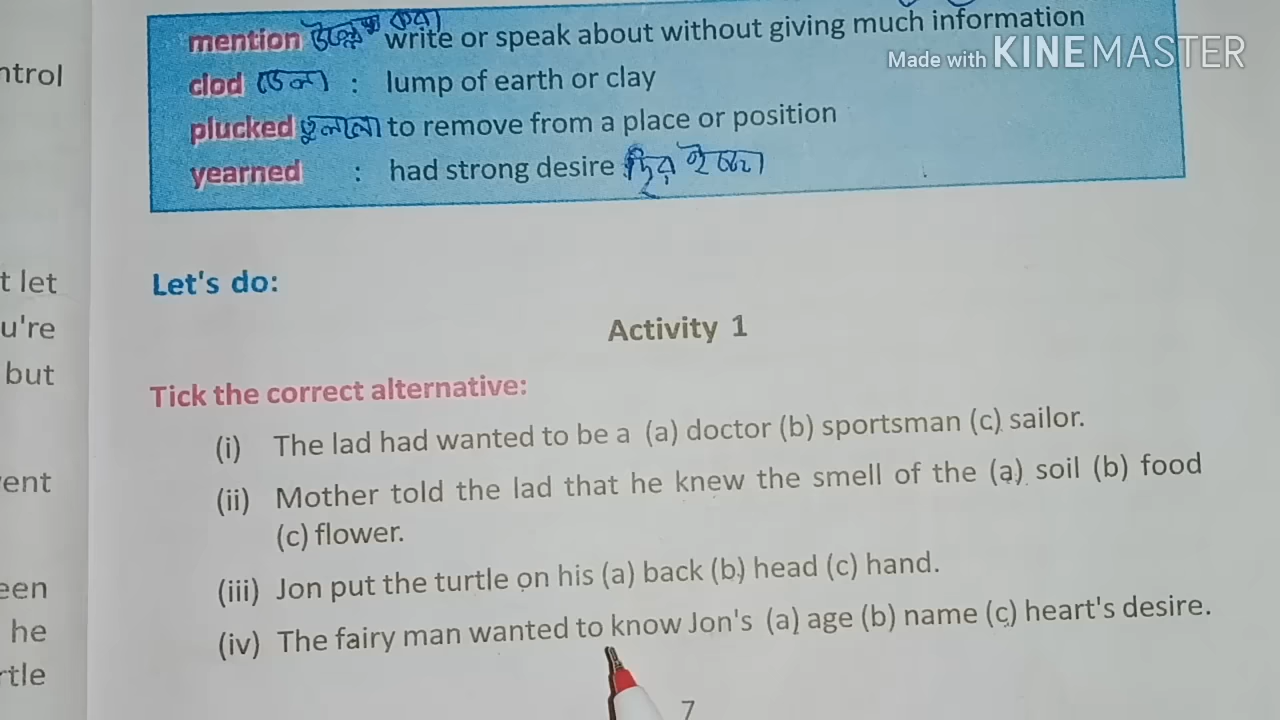 mention উল্লেখ করা write or speak about without giving much information
Made with KINEMASTER
ntrol
clod : lump of earth or clay
plucked to remove from a place or position
yearned : had strong desire
t let
Let's do:
u're
Activity 1
but
Tick the correct alternative:
(i) The lad had wanted to be a (a) doctor (b) sportsman (c) sailor.
ent
(ii) Mother told the lad that he knew the smell of the (a) soil (b) food
(c) flower.
een
(iii) Jon put the turtle on his (a) back (b) head (c) hand.
he
(iv) The fairy man wanted to know Jon's (a) age (b) name (c) heart's desire.
rtle
7